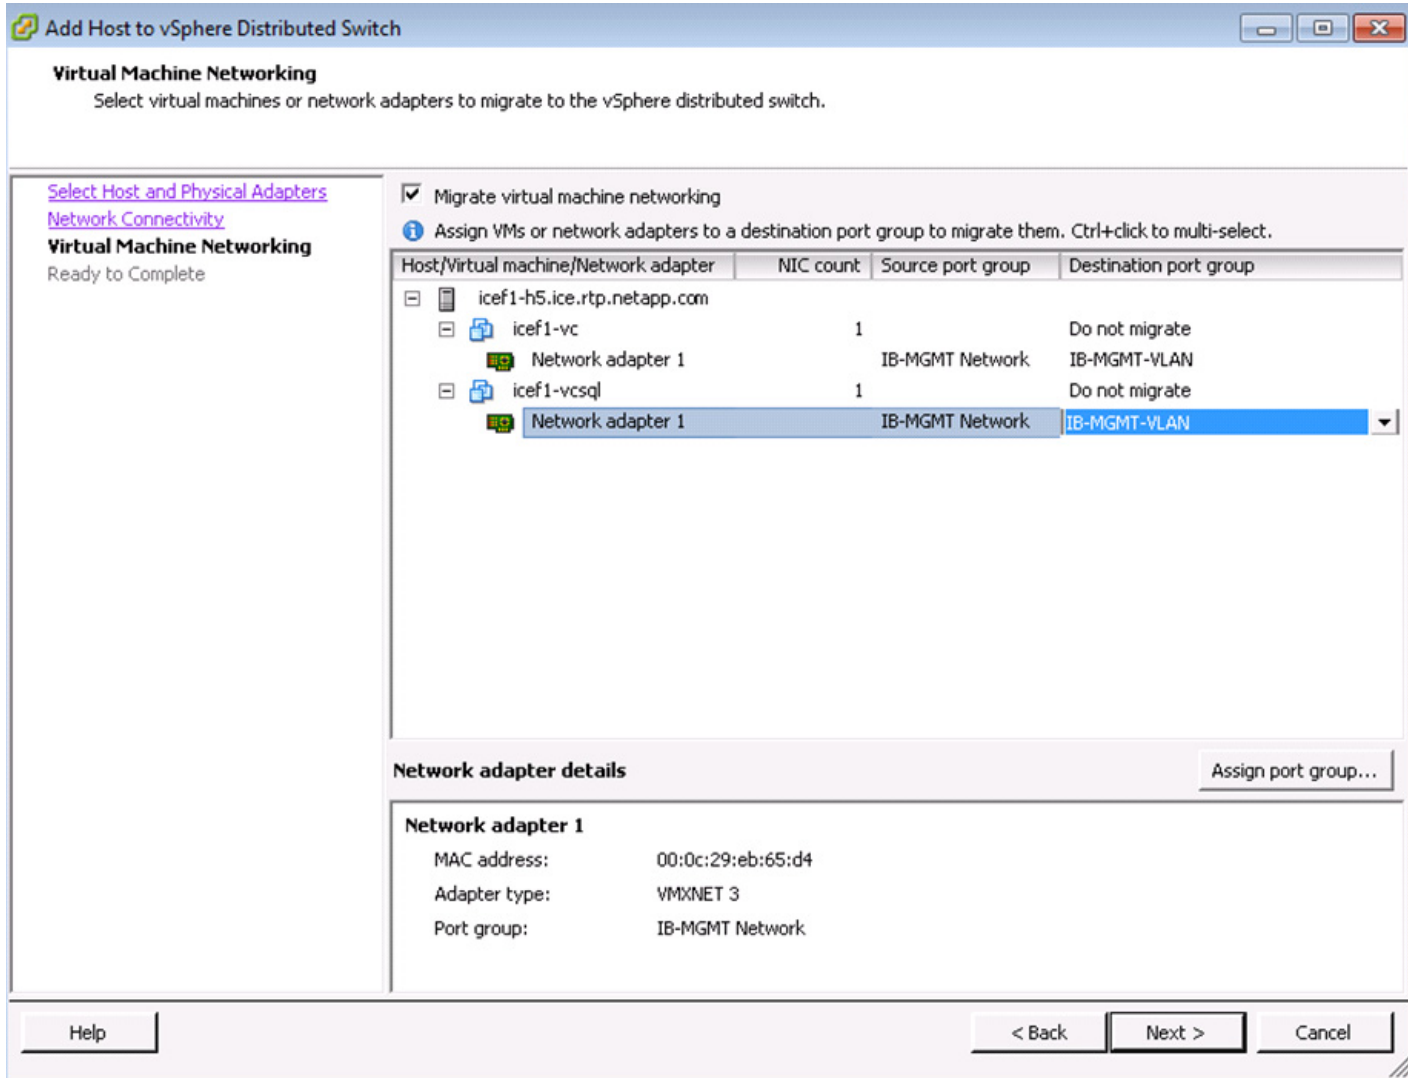 Add Host to vSphere Distributed Switch
Virtual Machine Networking
Select virtual machines or network adapters to migrate to the vSphere distributed switch.
Select Host and Physical Adapters
Network Connectivity
Virtual Machine Networking
Ready to Complete
Migrate virtual machine networking
Assign VMs or network adapters to a destination port group to migrate them. Ctrl+click to multi-select.
Host/Virtual machine/Network adapter NIC count Source port group Destination port group
icef1-h5.ice.rtp.netapp.com
icef1-vc 1 Do not migrate
Network adapter 1 IB-MGMT Network IB-MGMT-VLAN
icef1-vcsql 1 Do not migrate
Network adapter 1 IB-MGMT Network IB-MGMT-VLAN
Network adapter details
Assign port group...
Network adapter 1
MAC address: 00:0c:29:eb:65:d4
Adapter type: VMXNET 3
Port group: IB-MGMT Network
Help < Back Next > Cancel